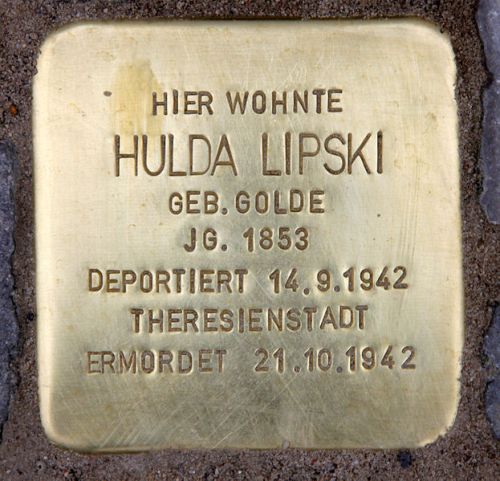 HIER WOHNTE
HULDA LIPSKI
GEB. GOLDE
JG. 1853
DEPORTIERT 14.9.1942
THERESIENSTADT
ERMORDET 21.10.1942